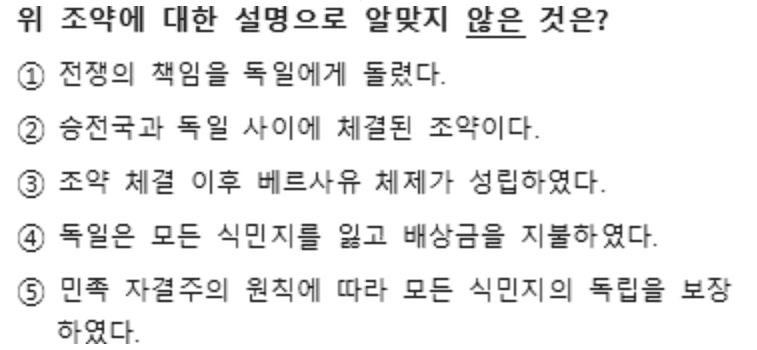 위 조약에 대한 설명으로 알맞지 않은 것은?
① 전쟁의 책임을 독일에게 돌렸다.
② 승전국과 독일 사이에 체결된 조약이다.
③ 조약 체결 이후 베르사유 체제가 성립하였다.
④ 독일은 모든 식민지를 잃고 배상금을 지불하였다.
⑤ 민족 자결주의 원칙에 따라 모든 식민지의 독립을 보장
하였다.